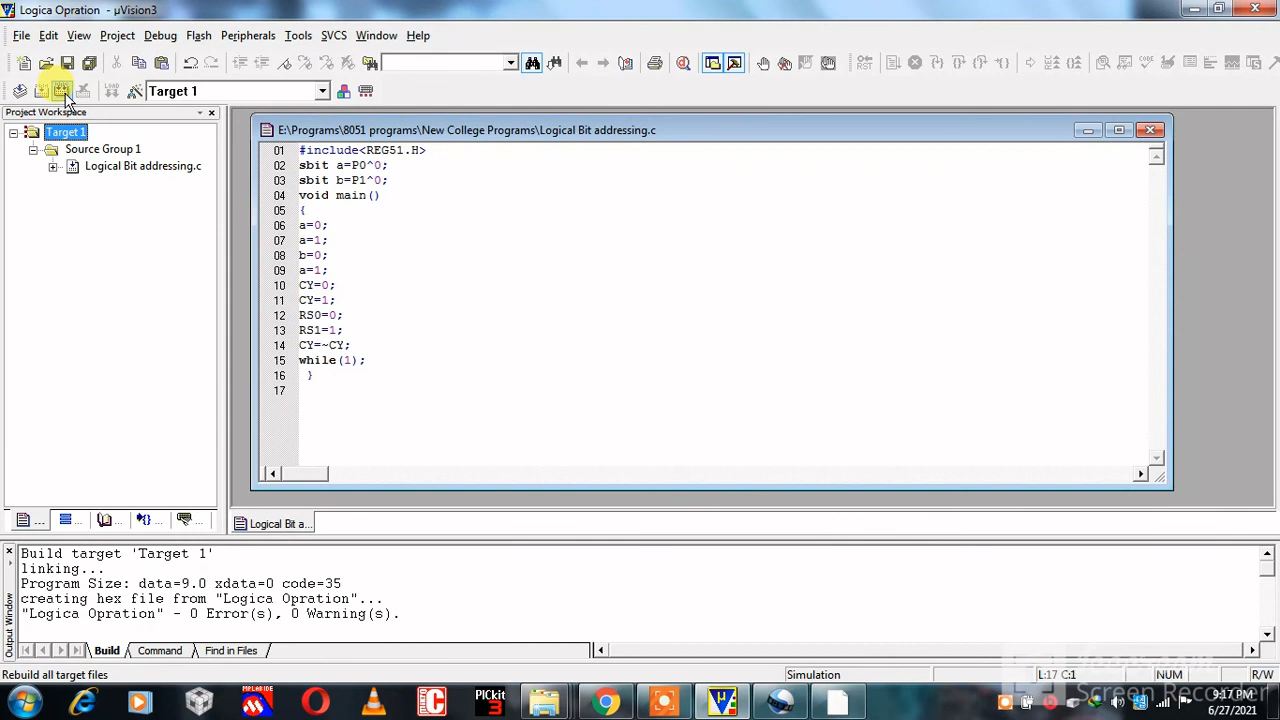 Logica Opration - µVision3
File Edit View Project Debug Flash Peripherals Tools SVCS Window Help
LOAD Target 1
RST
Project Workspace
Target 1
Source Group 1
Logical Bit addressing.c
E:\Programs\8051 programs\New College Programs\Logical Bit addressing.c
01 #include<REG51.H>
02 sbit a=P0^0;
03 sbit b=P1^0;
04 void main()
05 {
06 a=0;
07 a=1;
08 b=0;
09 a=1;
10 CY=0;
11 CY=1;
12 RS0=0;
13 RS1=1;
14 CY=~CY;
15 while(1);
16 }
17
Logical Bit a...
Build target 'Target 1'
linking...
Program Size: data=9.0 xdata=0 code=35
creating hex file from "Logica Opration"...
"Logica Opration" - 0 Error(s), 0 Warning(s).
Output Window
Build Command Find in Files
Rebuild all target files Simulation L:17 C:1 NUM R/W
MPLAB IDE PICkit 3
Screen Recorder
9:17 PM
6/27/2021